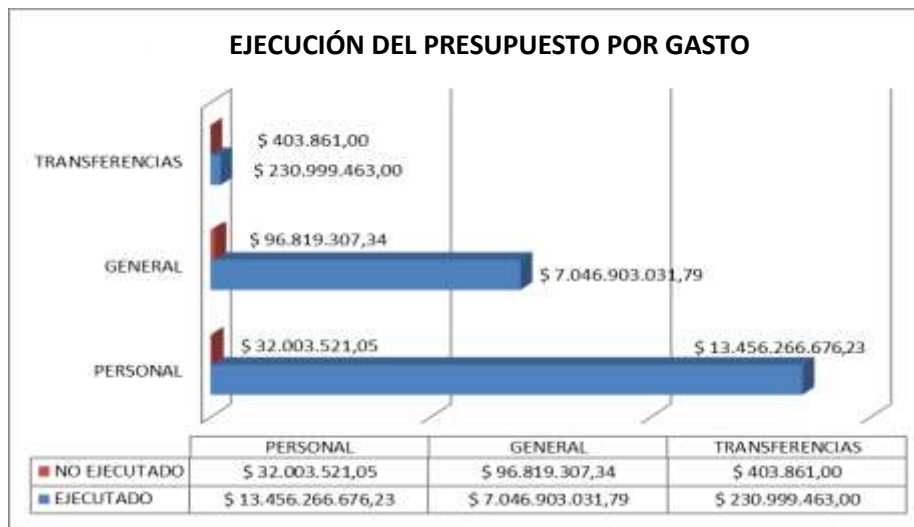 EJECUCIÓN DEL PRESUPUESTO POR GASTO
$ 403.861,00
TRANSFERENCIAS
$ 230.999.463,00
$ 96.819.307,34
GENERAL
$ 7.046.903.031,79
$ 32.003.521,05
$ 13.456.266.676,23
PERSONAL
PERSONAL GENERAL TRANSFERENCIAS
NO EJECUTADO $ 32.003.521,05 $ 96.819.307,34 $ 403.861,00
EJECUTADO $ 13.456.266.676,23 $ 7.046.903.031,79 $ 230.999.463,00